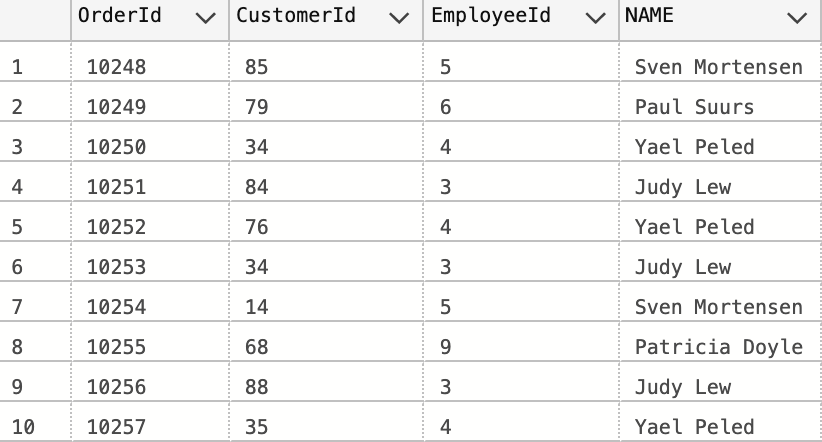 OrderId CustomerId EmployeeId NAME
1 10248 85 5 Sven Mortensen
2 10249 79 6 Paul Suurs
3 10250 34 4 Yael Peled
4 10251 84 3 Judy Lew
5 10252 76 4 Yael Peled
6 10253 34 3 Judy Lew
7 10254 14 5 Sven Mortensen
8 10255 68 9 Patricia Doyle
9 10256 88 3 Judy Lew
10 10257 35 4 Yael Peled